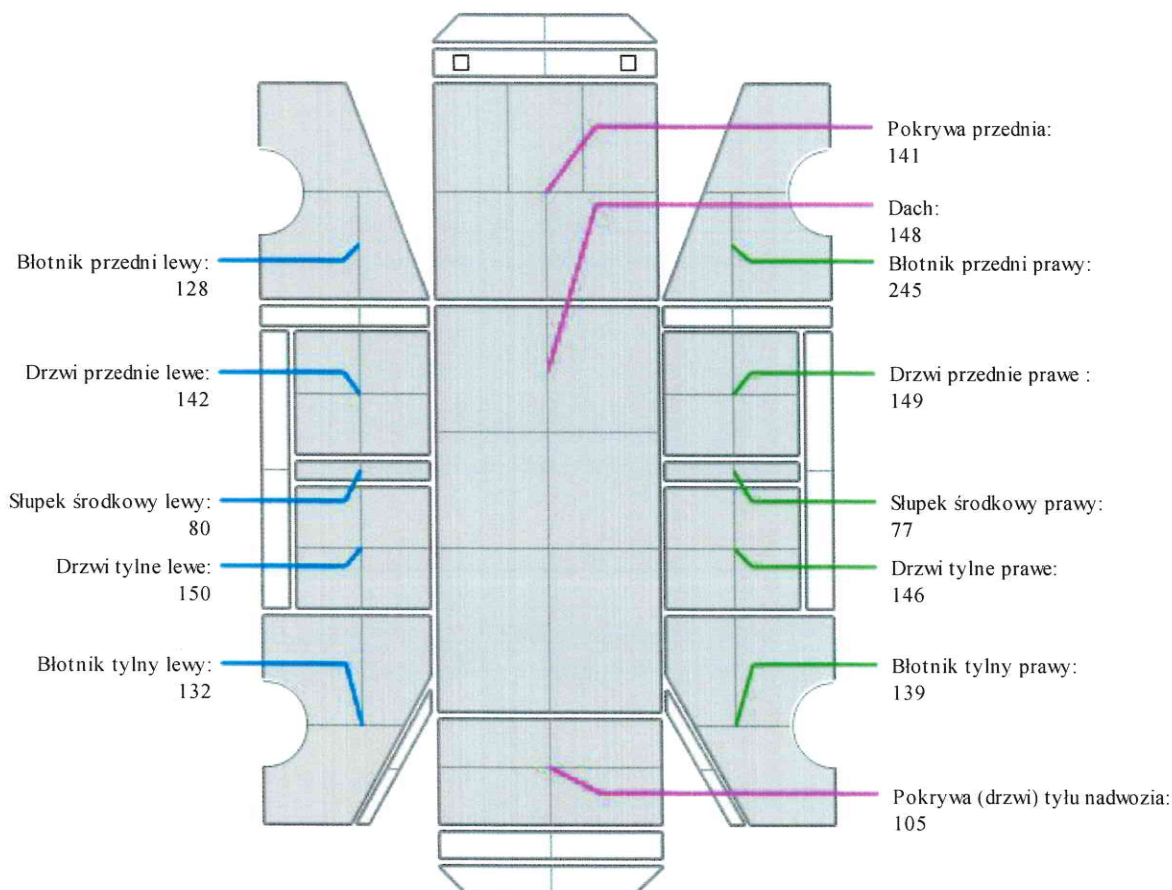 Pokrywa przednia:
141
Dach:
148
Błotnik przedni lewy:
128
Błotnik przedni prawy:
245
Drzwi przednie lewe:
142
Drzwi przednie prawe :
149
Słupek środkowy lewy:
80
Słupek środkowy prawy:
77
Drzwi tylne lewe:
150
Drzwi tylne prawe:
146
Błotnik tylny lewy:
132
Błotnik tylny prawy:
139
Pokrywa (drzwi) tyłu nadwozia:
105